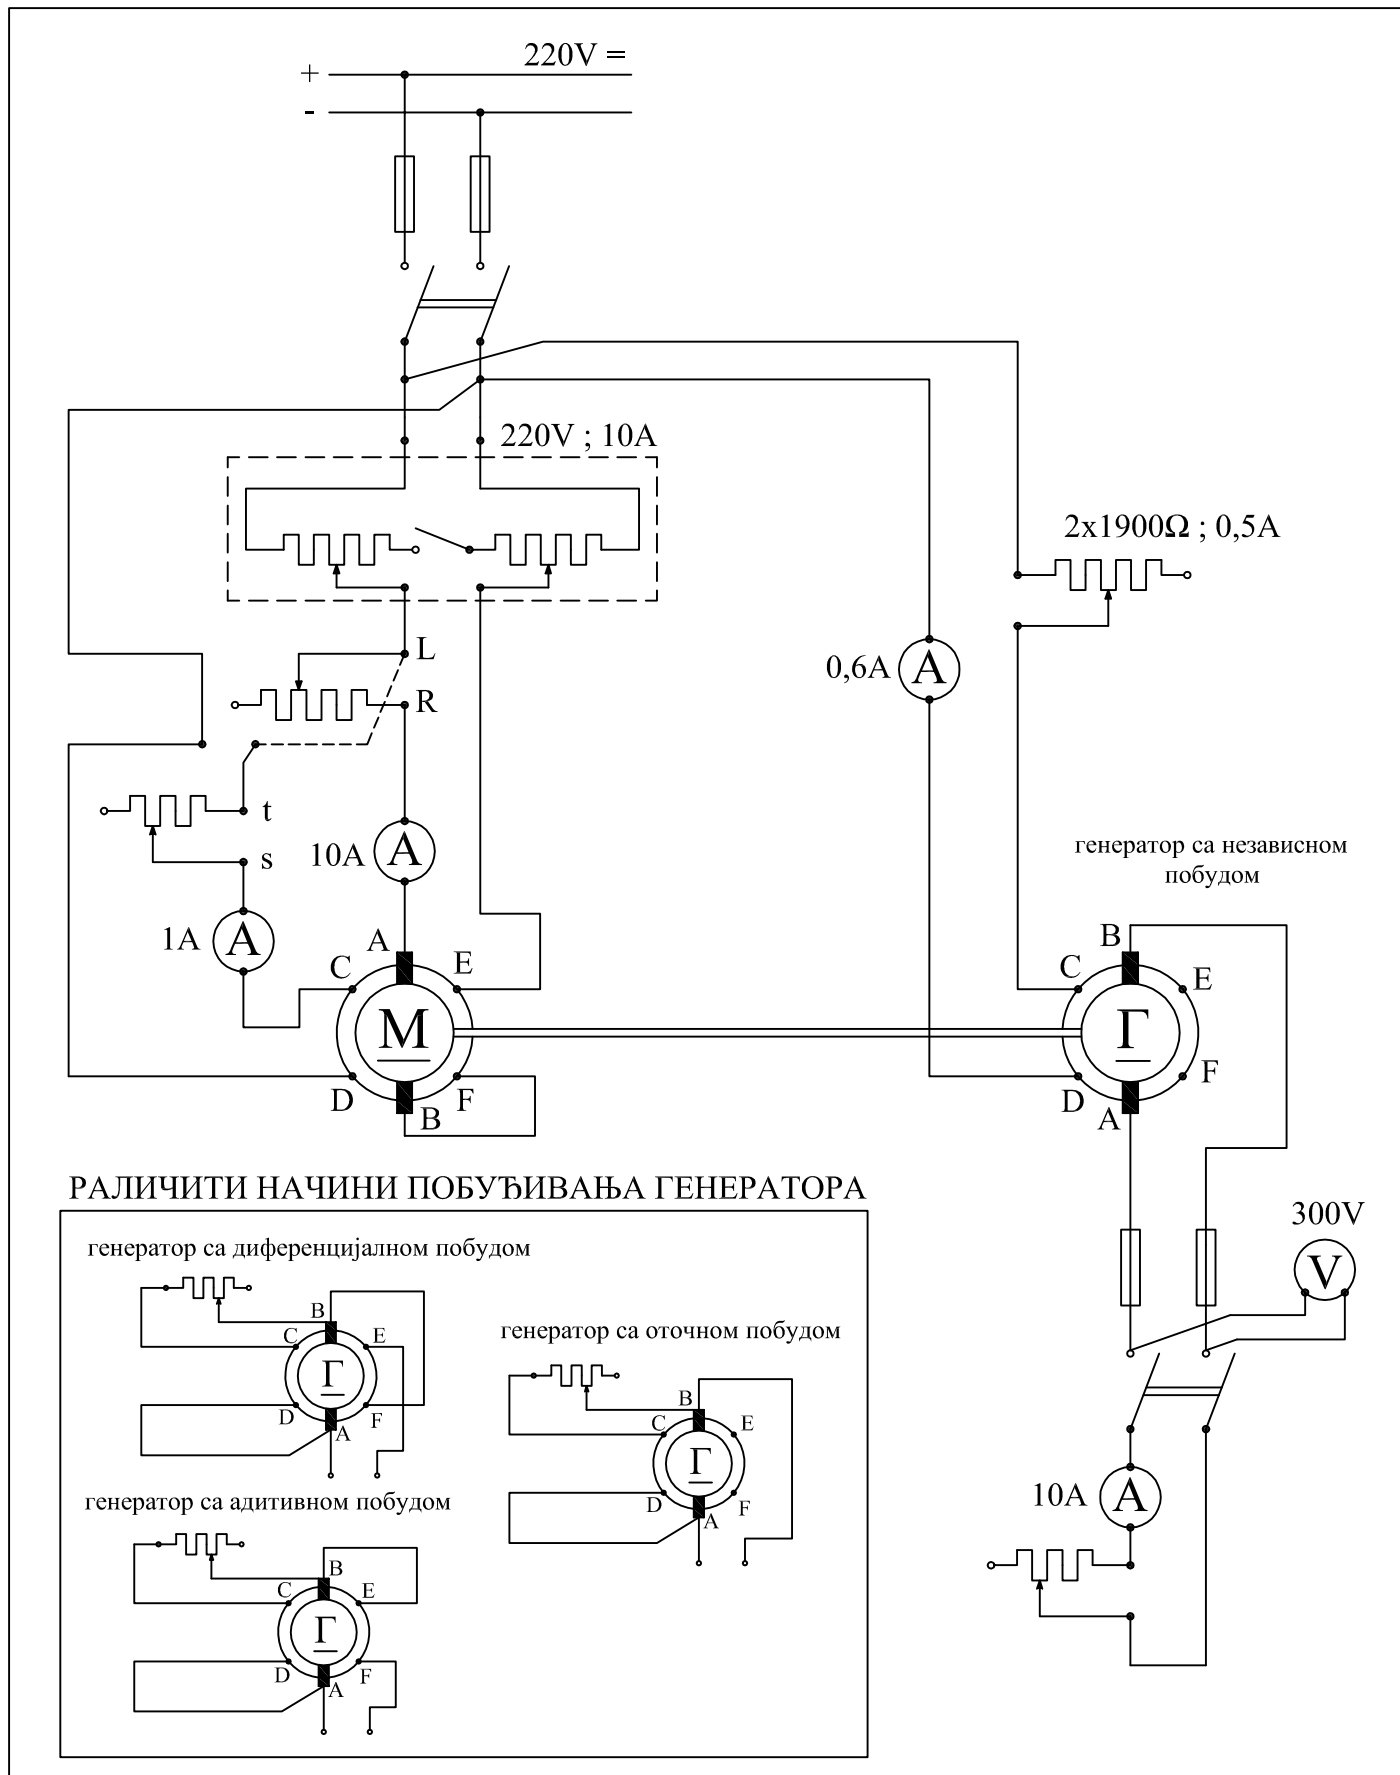 220V =
+
-
220V ; 10A
2x1900Ω ; 0,5A
L
0,6A
A
R
t
s
10A
A
1A
A
генератор са независном
побудом
A
E
C
M
D
F
B
B
C
E
Г
D
F
A
РАЛИЧИТИ НАЧИНИ ПОБУЂИВАЊА ГЕНЕРАТОРА
300V
V
генератор са диференцијалном побудом
B
C
E
Г
D
F
A
генератор са оточном побудом
B
C
E
Г
D
F
A
генератор са адитивном побудом
B
C
E
Г
D
F
A
10A
A